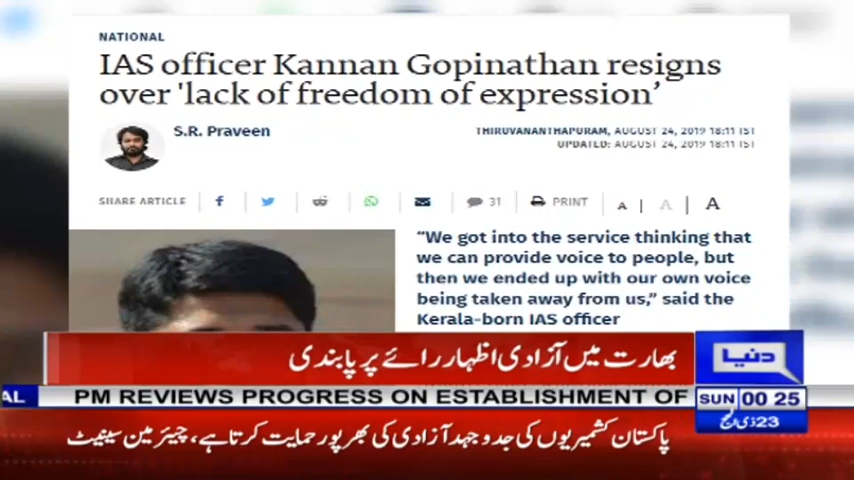 NATIONAL
IAS officer Kannan Gopinathan resigns
over 'lack of freedom of expression’
S.R. Praveen
THIRUVANANTHAPURAM, AUGUST 24, 2019 18:11 IST
UPDATED: AUGUST 24, 2019 18:11 IST
SHARE ARTICLE
31
PRINT
A | A | A
“We got into the service thinking that
we can provide voice to people, but
then we ended up with our own voice
being taken away from us,” said the
Kerala-born IAS officer
بھارت میں آزادی اظہار رائے پر پابندی
دنیا
AL
PM REVIEWS PROGRESS ON ESTABLISHMENT OF
SUN 00 25
23 ذی الحج
پاکستان کشمیریوں کی جدوجہد آزادی کی بھرپور حمایت کرتا ہے، چیئرمین سینیٹ